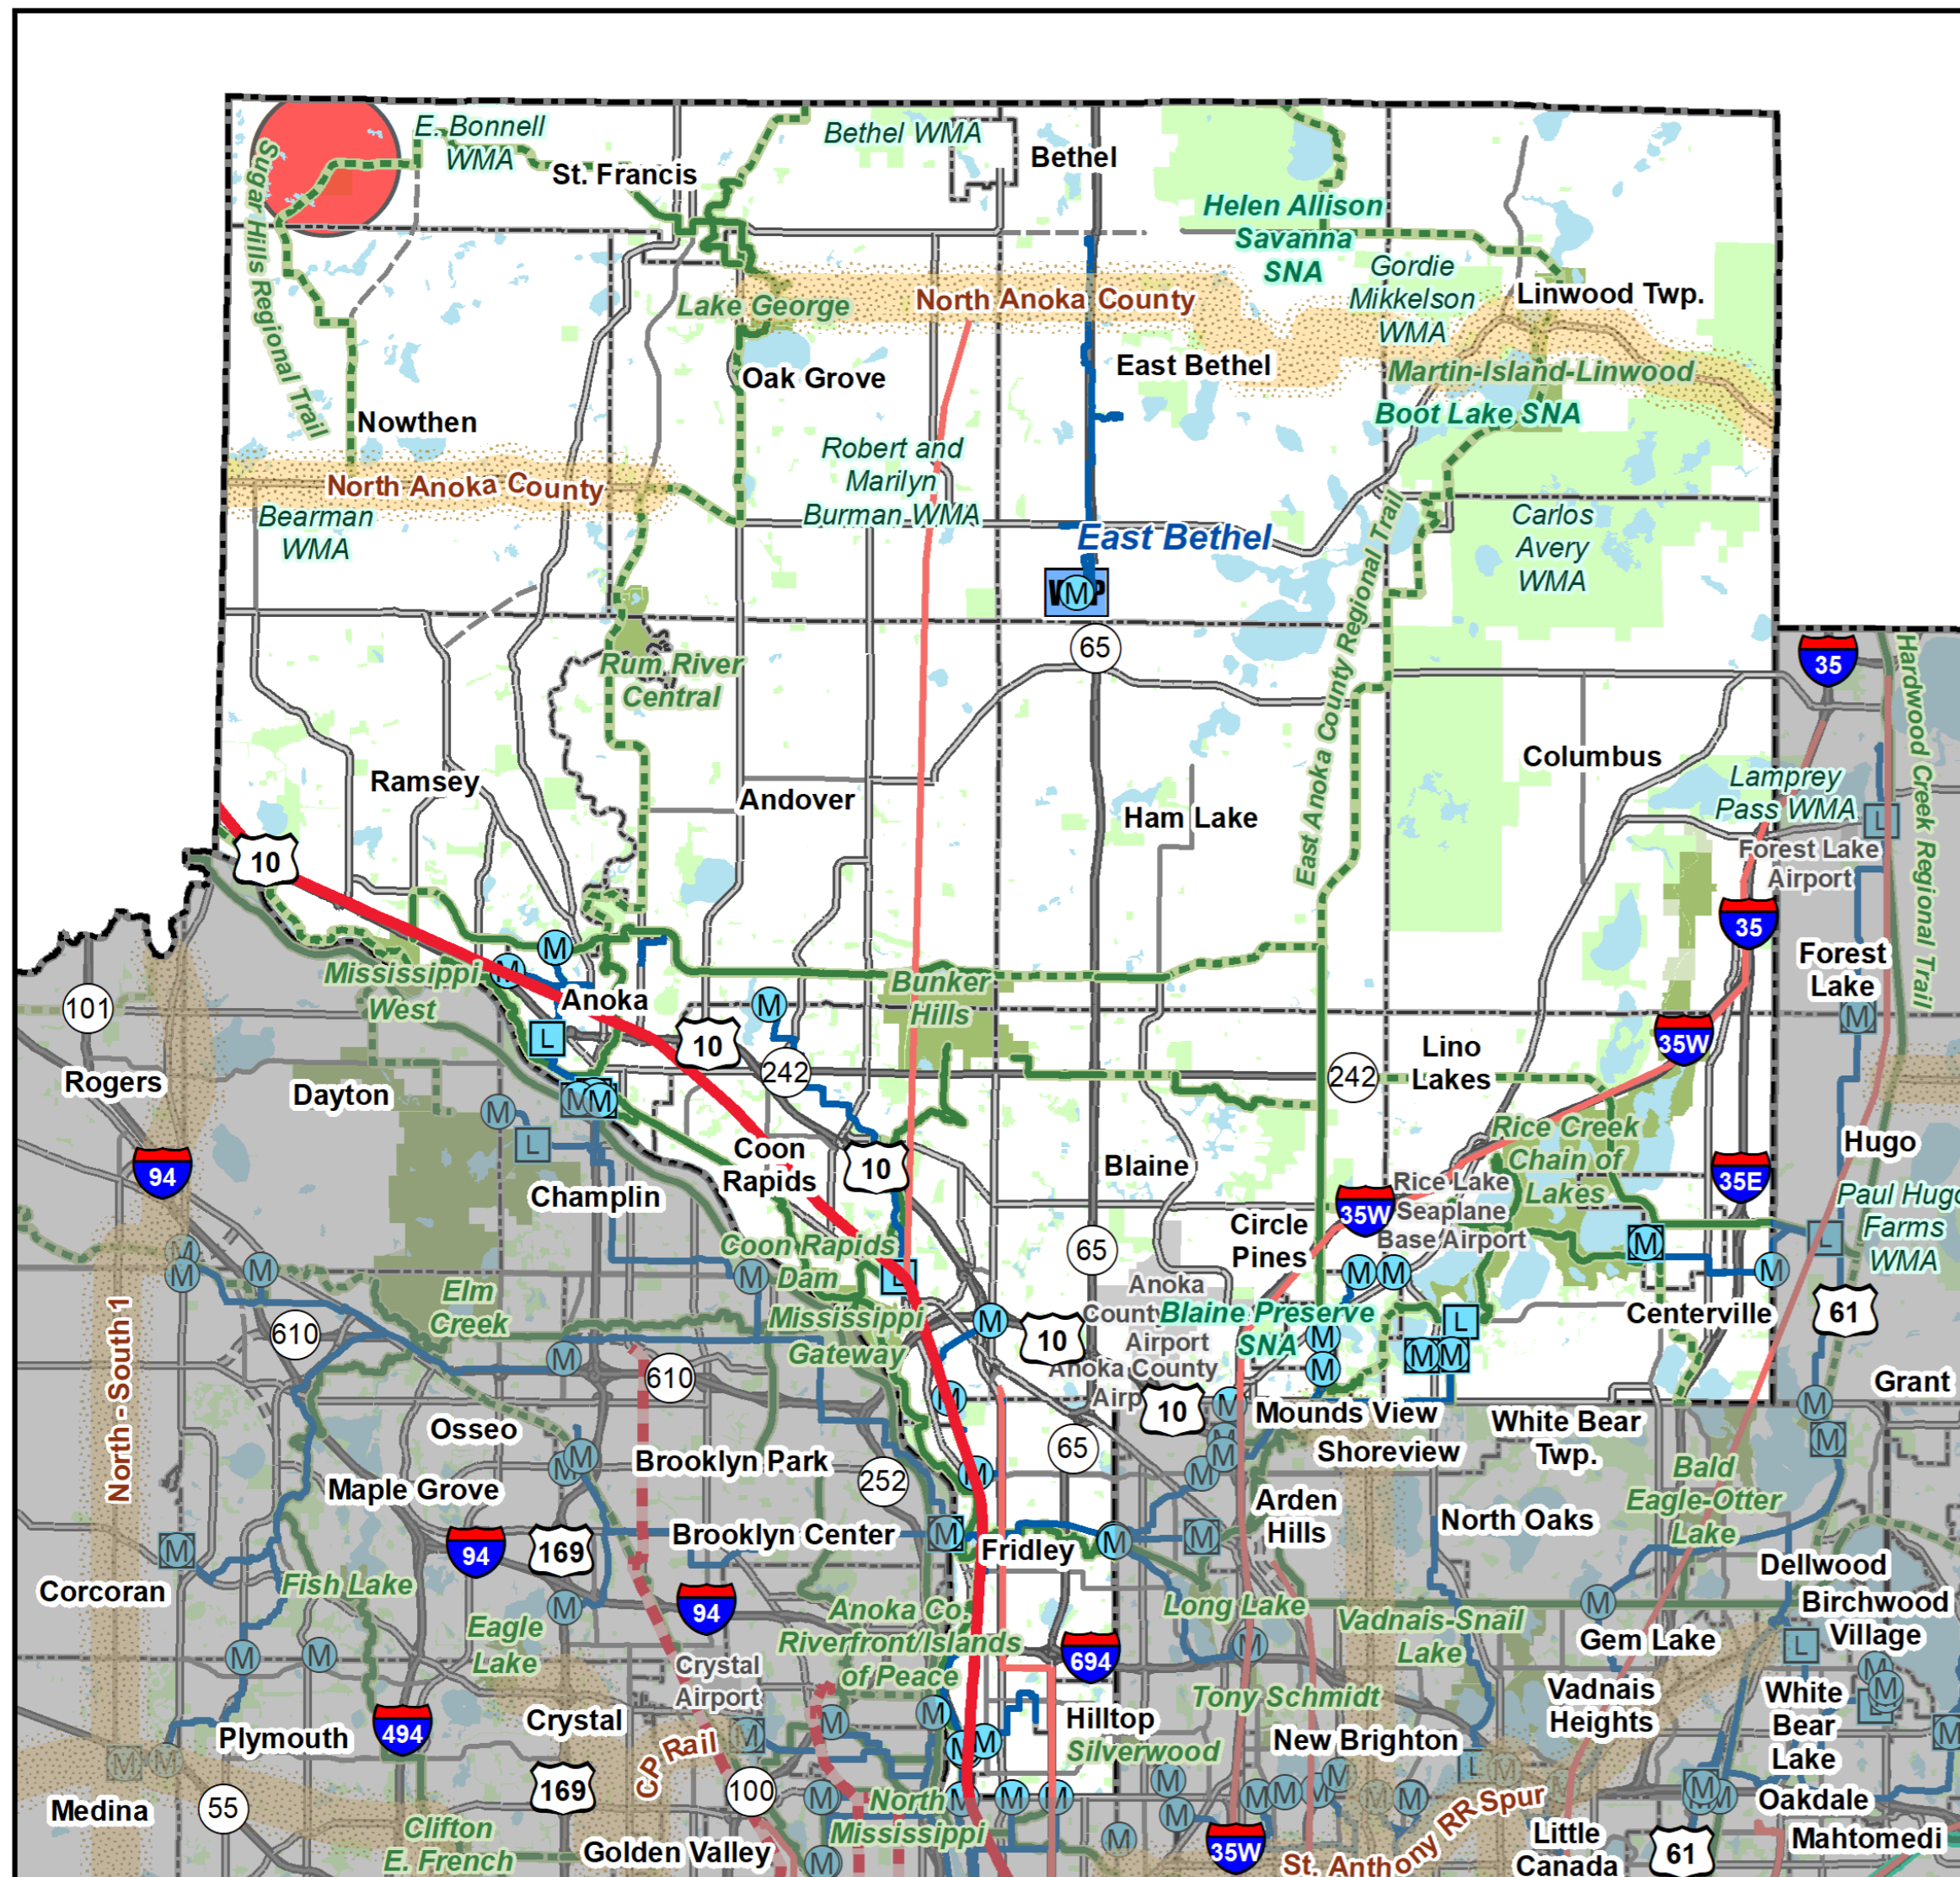 E. Bonnell
WMA
Sugar Hills Regional Trail
St. Francis
Bethel WMA
Bethel
Helen Allison
Savanna
SNA
Gordie
Mikkelson
WMA
Linwood Twp.
Lake George
North Anoka County
Oak Grove
East Bethel
Martin-Island-Linwood
Boot Lake SNA
Nowthen
North Anoka County
Bearman
WMA
Robert and
Marilyn
Burman WMA
East Bethel
M
65
Carlos
Avery
WMA
East Anoka County Regional Trail
Rum River
Central
35
Hardwood Creek Regional Trail
Ramsey
Andover
Ham Lake
Columbus
Lamprey
Pass WMA
L
Forest Lake
Airport
10
35
Forest
Lake
M
Mississippi
West
M
M
Anoka
L
M
10
242
Bunker
Hills
242
Lino
Lakes
35W
101
Rogers
Dayton
M
M
M
L
94
Champlin
Coon
Rapids
10
Blaine
Rice Creek
Chain of
Lakes
Hugo
35E
35W
Rice Lake
Seaplane
Base Airport
Circle
Pines
65
Paul Hugo
Farms
WMA
M
L
M
M
M
M
M
M
M
Coon Rapids
Dam
L
Elm
Creek
Mississippi
Gateway
M
10
Anoka
County
Airport
Anoka County
Airp
Blaine Preserve
SNA
M
M
L
M
M
Centerville
61
610
M
610
M
10
M
Mounds View
Shoreview
White Bear
Twp.
Grant
M
M
North - South1
Osseo
Brooklyn Park
65
M
M
252
M
M
M
Maple Grove
Arden
Hills
North Oaks
Bald
Eagle-Otter
Lake
M
94
169
Brooklyn Center
M
Fridley
M
M
Dellwood
Corcoran
Fish Lake
M
94
Anoka Co.
Riverfront/Islands
of Peace
Long Lake
Vadnais-Snail
Lake
M
Gem Lake
Birchwood
Village
L
Eagle
Lake
M
M
Crystal
Airport
694
M
Tony Schmidt
Vadnais
Heights
White
Bear
Lake
M
M
L
M
Plymouth
494
Crystal
CP Rail
M
M
M
M
M
Hilltop
Silverwood
New Brighton
L
M
M
M
169
100
M
North
Mississippi
M
M
M
M
M
M
M
M
M
M
M
M
M
M
Oakdale
Medina
55
Clifton
E. French
Golden Valley
M
M
35W
St. Anthony RR Spur
Little
Canada
61
Mahtomedi